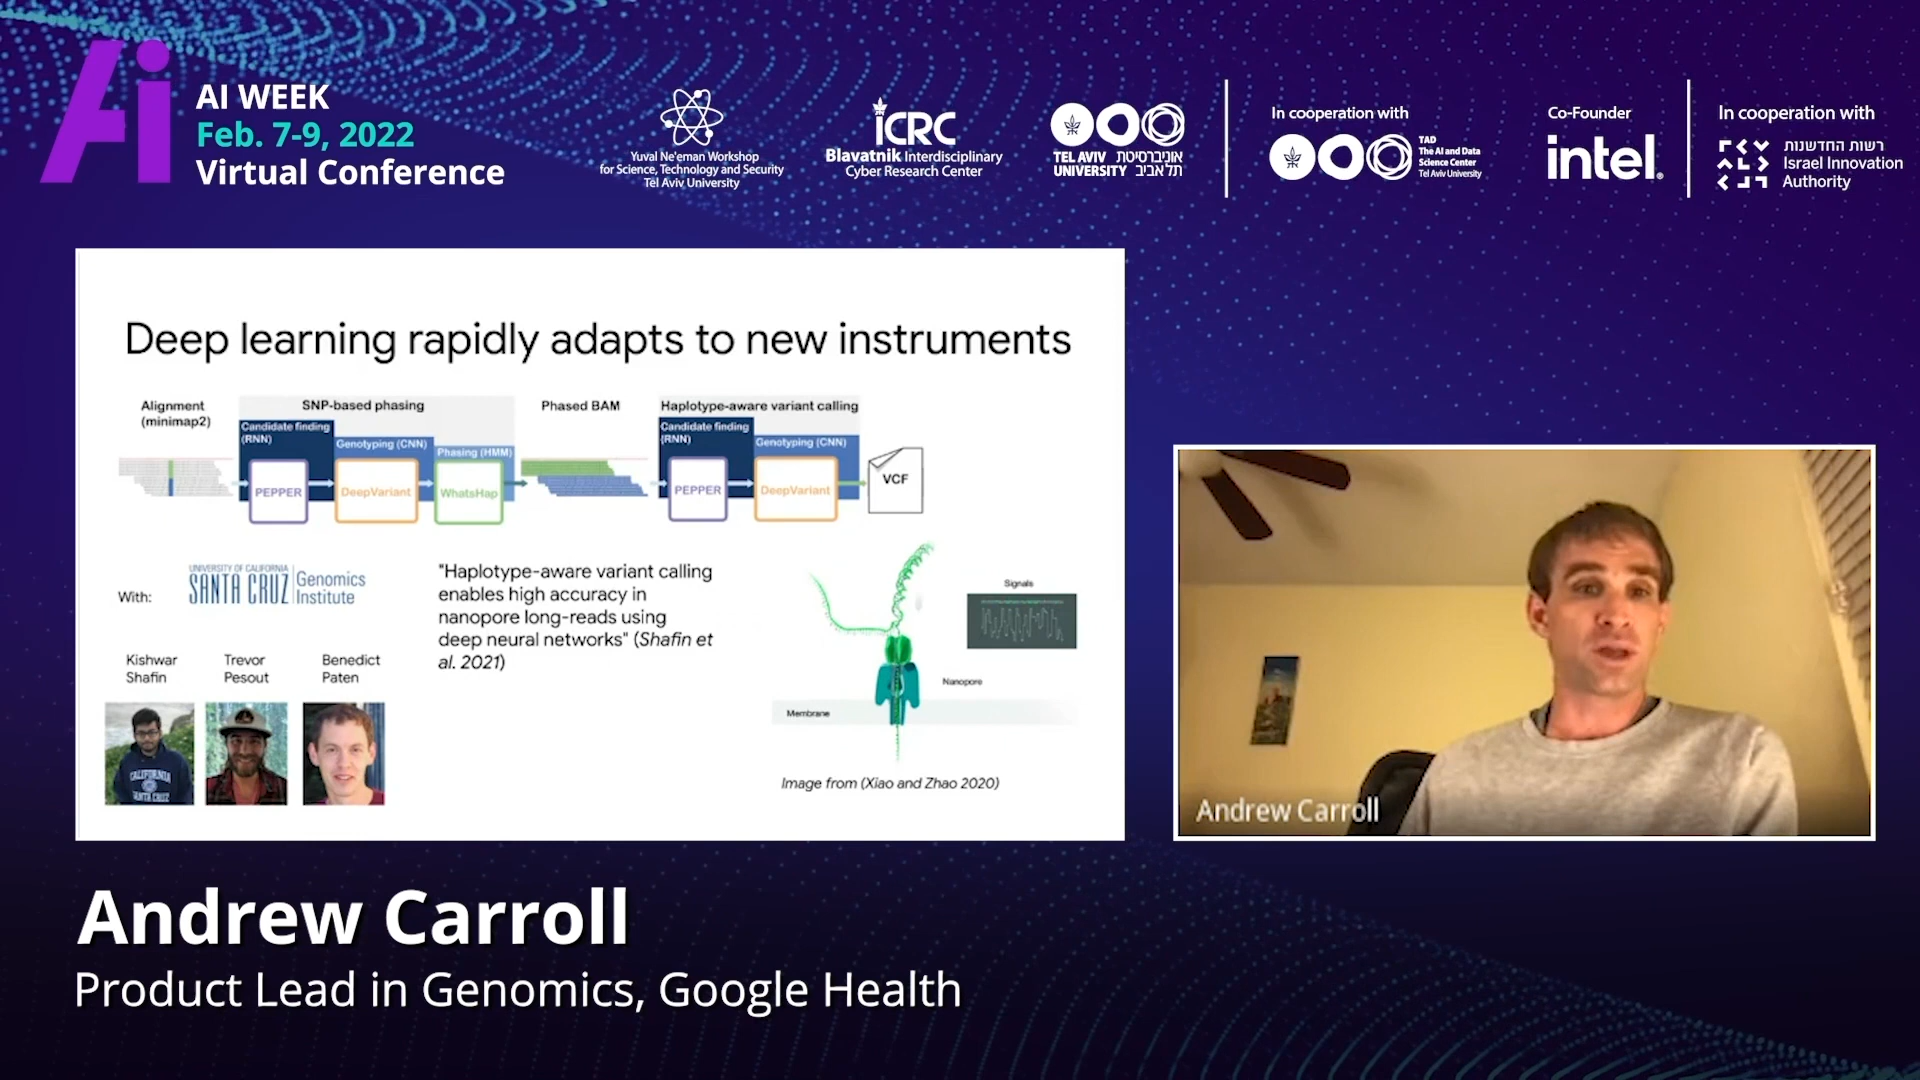 Ai
AI WEEK
Feb. 7-9, 2022
Virtual Conference
Yuval Ne'eman Workshop
for Science, Technology and Security
Tel Aviv University
iCRC
Blavatnik Interdisciplinary
Cyber Research Center
TEL AVIV אוניברסיטת
UNIVERSITY תל אביב
In cooperation with
TAD
The AI and Data
Science Center
Tel Aviv University
Co-Founder
intel.
In cooperation with
רשות החדשנות
Israel Innovation
Authority
Deep learning rapidly adapts to new instruments
Alignment
(minimap2)
SNP-based phasing
Candidate finding
(RNN)
Genotyping (CNN)
Phasing (HMM)
PEPPER
DeepVariant
WhatsHap
Phased BAM
Haplotype-aware variant calling
Candidate finding
(RNN)
Genotyping (CNN)
PEPPER
DeepVariant
VCF
With:
UNIVERSITY OF CALIFORNIA
SANTA CRUZ
Genomics
Institute
"Haplotype-aware variant calling
enables high accuracy in
nanopore long-reads using
deep neural networks" (Shafin et
al. 2021)
Kishwar
Shafin
Trevor
Pesout
Benedict
Paten
CALIFORNIA
SANTA CRUZ
Signals
Nanopore
Membrane
Image from (Xiao and Zhao 2020)
Andrew Carroll
Andrew Carroll
Product Lead in Genomics, Google Health